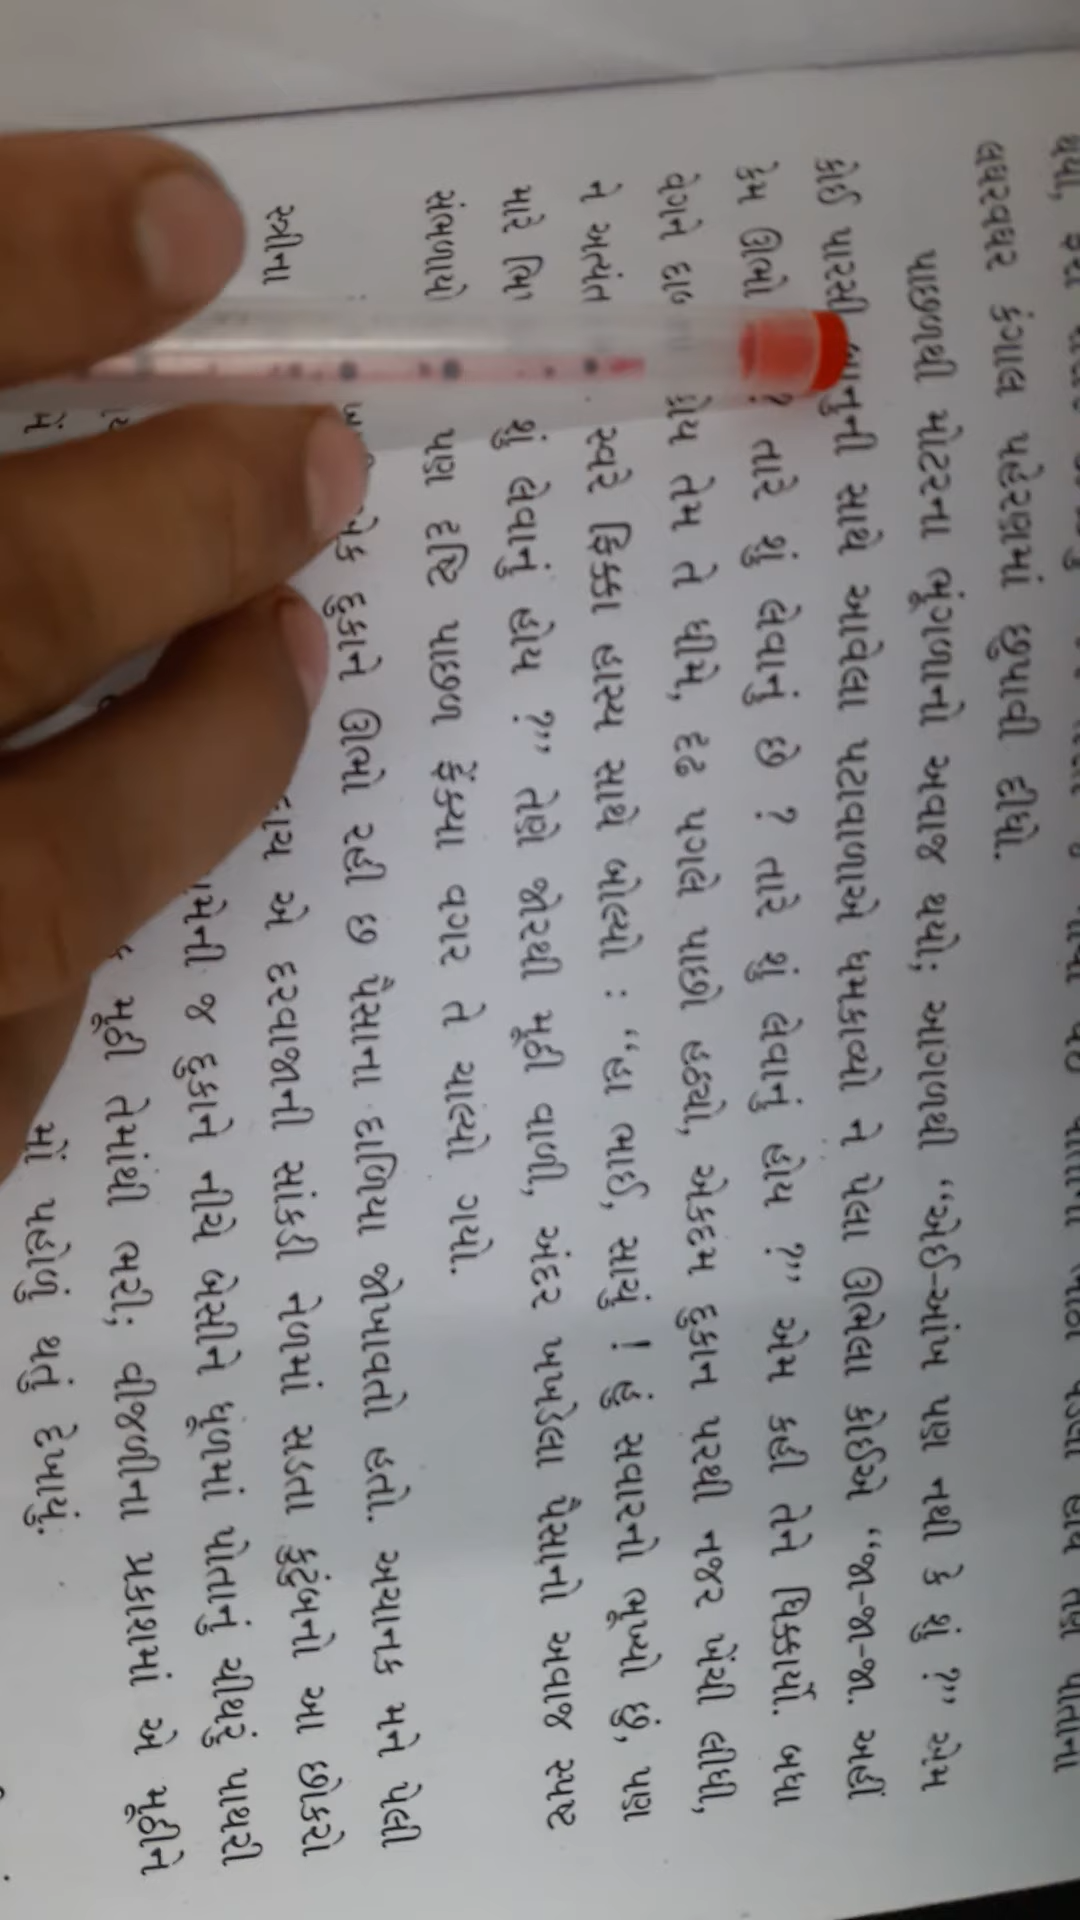 લઘરવઘર કંગાલ પહેરણમાં છુપાવી દીધો.
પાછળથી મોટરના ભૂંગળાનો અવાજ થયો; આગળથી “એઈ-આંખ પણ નથી કે શું ?” એમ
કોઈ પારસી બાનુની સાથે આવેલા પટાવાળાએ ધમકાવ્યો ને પેલા ઊભેલા કોઈએ “જા-જા-જા. અહીં
કેમ ઊભો ? તારે શું લેવાનું છે ? તારે શું લેવાનું હોય ?” એમ કહી તેને ધિક્કાર્યો. બધા
વેગને દાબ હોય તેમ તે ધીમે, દૃઢ પગલે પાછો હઠ્યો, એકદમ દુકાન પરથી નજર ખેંચી લીધી,
ને અત્યંત સ્વરે ફિક્કા હાસ્ય સાથે બોલ્યો : “હા ભાઈ, સાચું ! હું સવારનો ભૂખ્યો છું, પણ
મારે ભિ શું લેવાનું હોય ?” તેણે જોરથી મૂઠી વાળી, અંદર ખખડેલા પૈસાનો અવાજ સ્પષ્ટ
સંભળાયો પણ દૃષ્ટિ પાછળ ફેંક્યા વગર તે ચાલ્યો ગયો.
એક દુકાને ઊભો રહી છ પૈસાના દાળિયા જોખાવતો હતો. અચાનક મને પેલી
સ્ત્રીના એ દરવાજાની સાંકડી નેળમાં સડતા કુટુંબનો આ છોકરો
જ દુકાને નીચે બેસીને ધૂળમાં પોતાનું ચીથરું પાથરી
મૂઠી તેમાંથી ભરી; વીજળીના પ્રકાશમાં એ મૂઠીને
મોં પહોળું થતું દેખાયું.